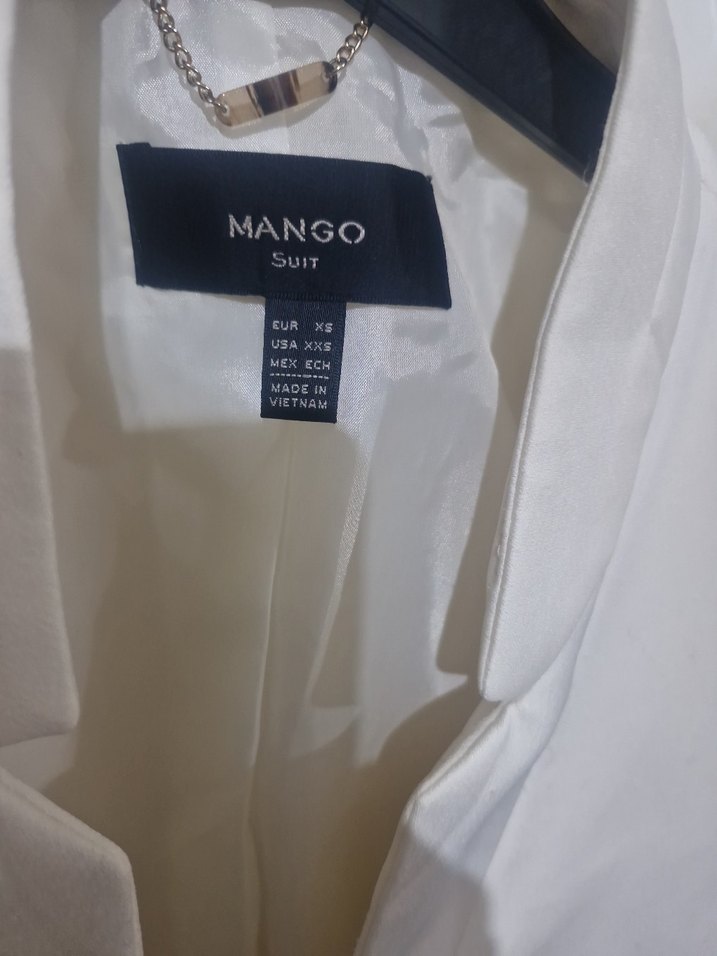 MANGO
SUIT
EUR XS
USA XXS
MEX ECH
MADE IN
VIETNAM